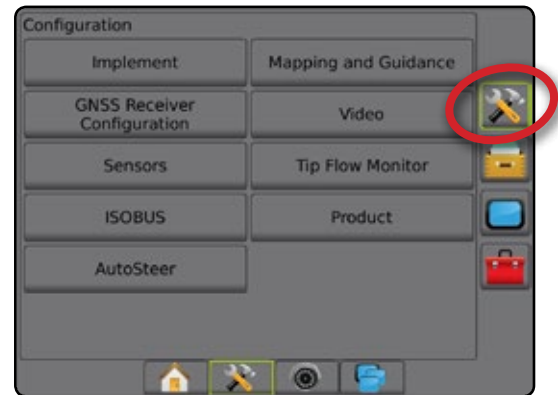 Configuration
Implement
Mapping and Guidance
GNSS Receiver
Configuration
Video
Sensors
Tip Flow Monitor
ISOBUS
Product
AutoSteer